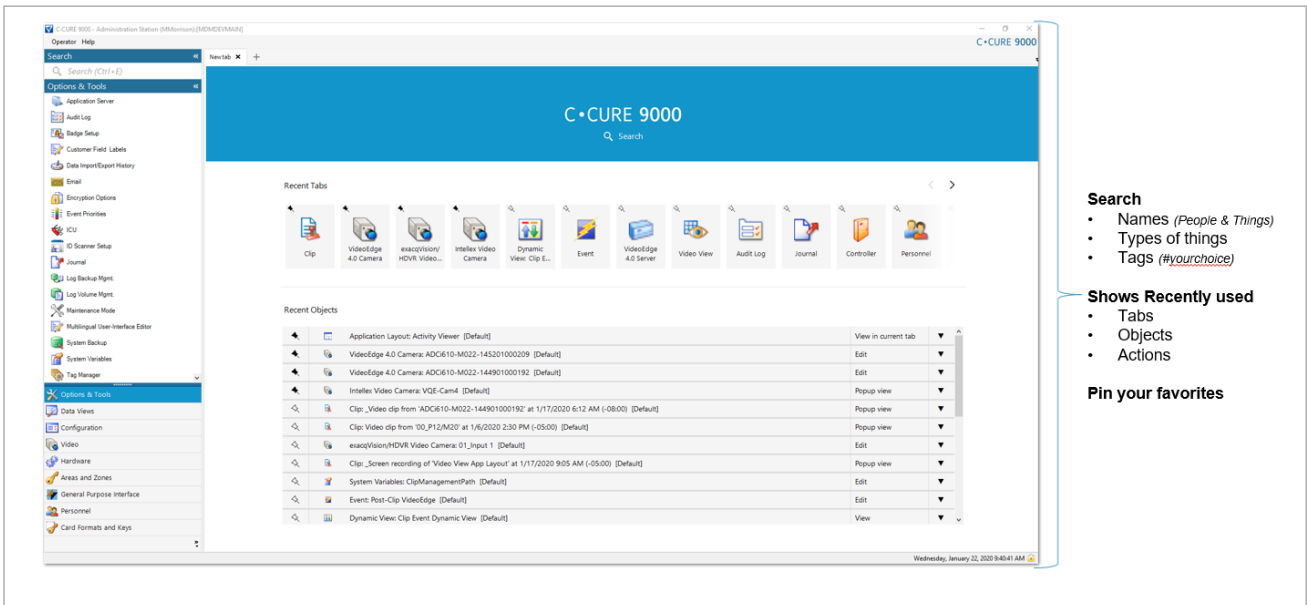 C•CURE 9000 - Administration Station (MMorrison):[MDMDEVMAIN]
Operator Help
C•CURE 9000
Search
Newtab
Search (Ctrl+E)
Options & Tools
Application Server
Audit Log
Badge Setup
Customer Field Labels
Data Import/Export History
Email
Encryption Options
Event Priorities
ICU
ID Scanner Setup
Journal
Log Backup Mgmt.
Log Volume Mgmt.
Maintenance Mode
Multilingual User-Interface Editor
System Backup
System Variables
Tag Manager
Options & Tools
Data Views
Configuration
Video
Hardware
Areas and Zones
General Purpose Interface
Personnel
Card Formats and Keys
C•CURE 9000
Search
Recent Tabs
Clip
VideoEdge
4.0 Camera
exacqVision/
HDVR Video...
Intellex Video
Camera
Dynamic
View: Clip E...
Event
VideoEdge
4.0 Server
Video View
Audit Log
Journal
Controller
Personnel
Recent Objects
Application Layout: Activity Viewer [Default] View in current tab
VideoEdge 4.0 Camera: ADCi610-M022-145201000209 [Default] Edit
VideoEdge 4.0 Camera: ADCi610-M022-144901000192 [Default] Edit
Intellex Video Camera: VQE-Cam4 [Default] Popup view
Clip: _Video clip from 'ADCi610-M022-144901000192' at 1/17/2020 6:12 AM (-08:00) [Default] Popup view
Clip: Video clip from '00_P12/M20' at 1/6/2020 2:30 PM (-05:00) [Default] Popup view
exacqVision/HDVR Video Camera: 01_Input 1 [Default] Edit
Clip: _Screen recording of 'Video View App Layout' at 1/17/2020 9:05 AM (-05:00) [Default] Popup view
System Variables: ClipManagementPath [Default] Edit
Event: Post-Clip VideoEdge [Default] Edit
Dynamic View: Clip Event Dynamic View [Default] View
Wednesday, January 22, 2020 9:40:41 AM
Search
• Names (People & Things)
• Types of things
• Tags (#yourchoice)
Shows Recently used
• Tabs
• Objects
• Actions
Pin your favorites